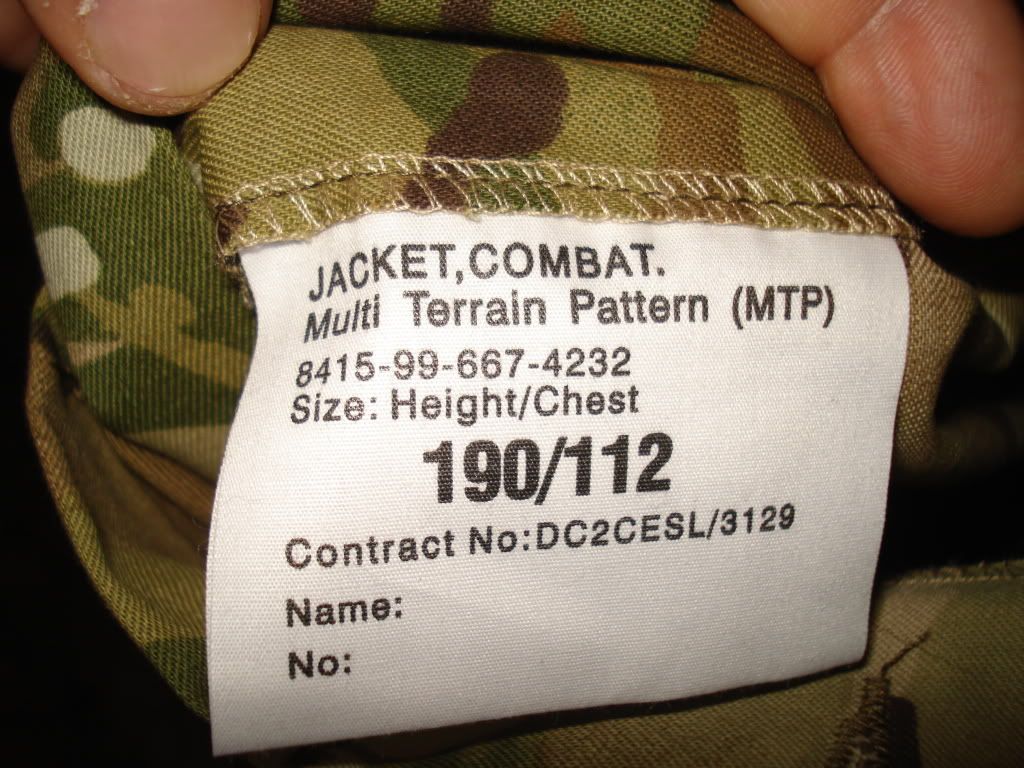 JACKET,COMBAT.
Multi Terrain Pattern (MTP)
8415-99-667-4232
Size: Height/Chest
190/112
Contract No:DC2CESL/3129
Name:
No: